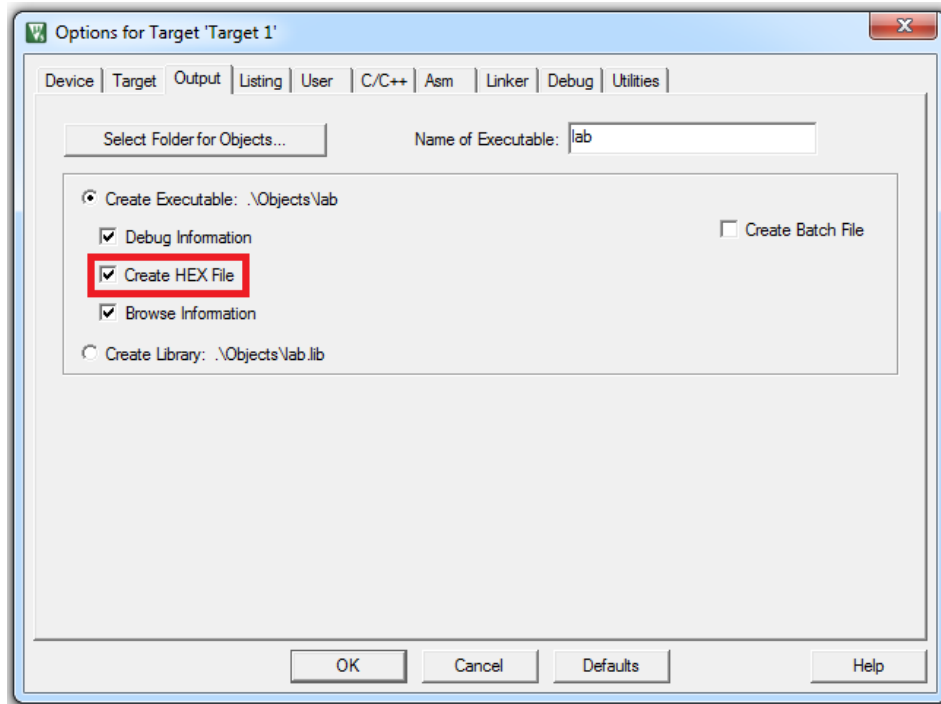 Options for Target 'Target 1'
Device Target Output Listing User C/C++ Asm Linker Debug Utilities
Select Folder for Objects... Name of Executable: lab
Create Executable: .\Objects\lab
Debug Information Create Batch File
Create HEX File
Browse Information
Create Library: .\Objects\lab.lib
OK Cancel Defaults Help